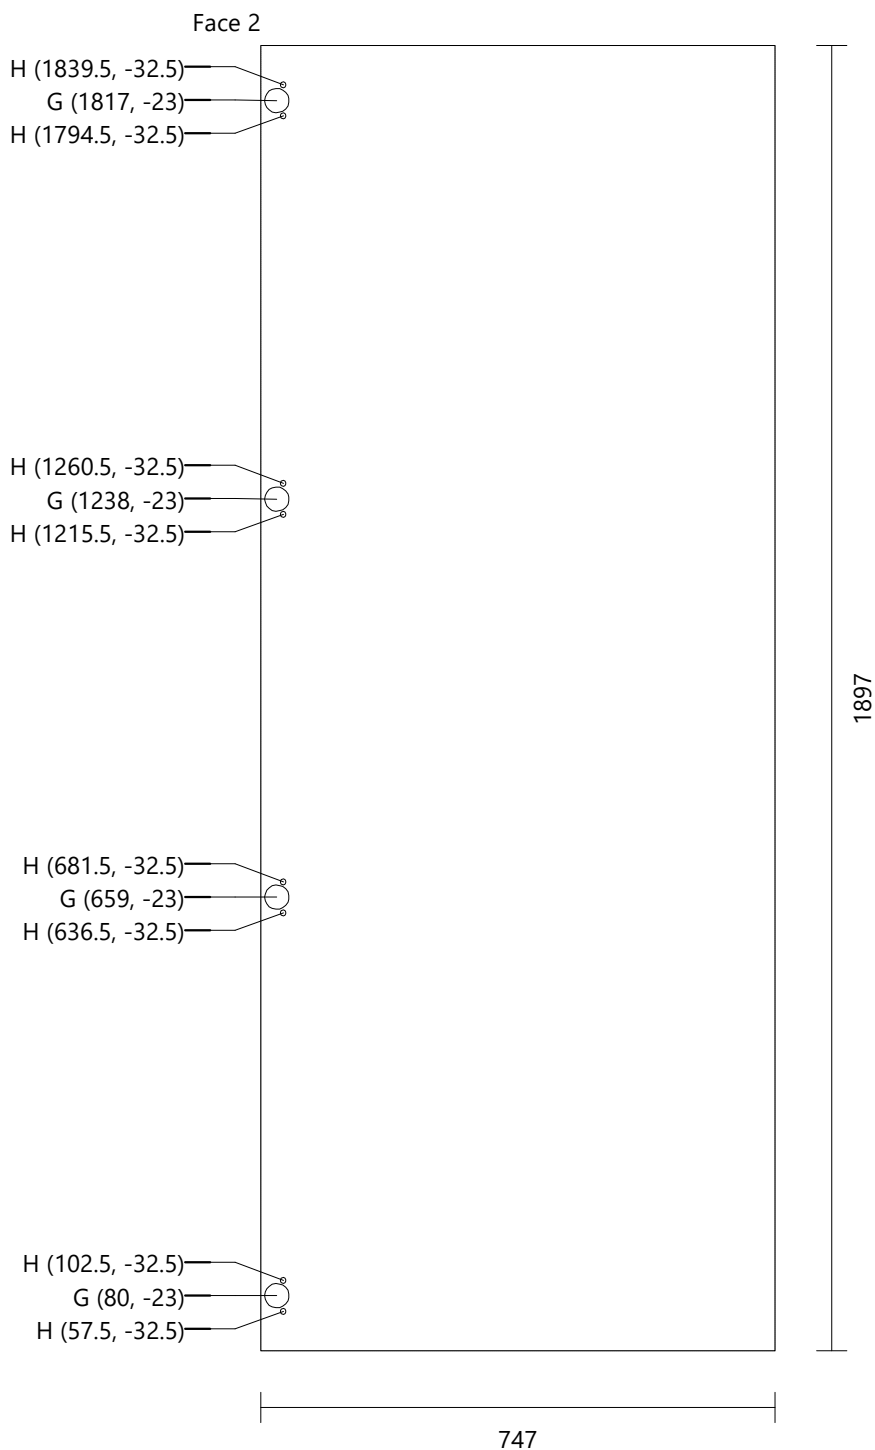 Face 2
H (1839.5, -32.5)
G (1817, -23)
H (1794.5, -32.5)
H (1260.5, -32.5)
G (1238, -23)
H (1215.5, -32.5)
1897
H (681.5, -32.5)
G (659, -23)
H (636.5, -32.5)
H (102.5, -32.5)
G (80, -23)
H (57.5, -32.5)
747